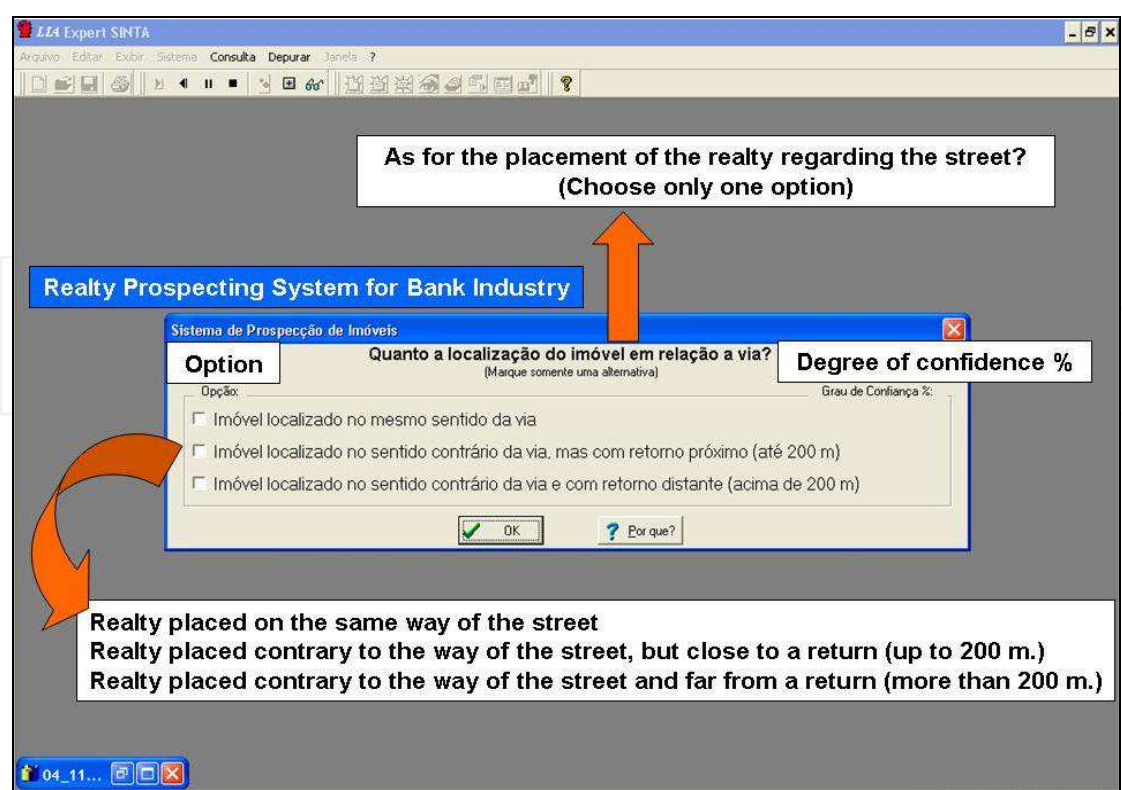 LIA Expert SINTA
Arquivo Editar Exibir Sistema Consulta Depurar Janela ?
As for the placement of the realty regarding the street?
(Choose only one option)
Realty Prospecting System for Bank Industry
Sistema de Prospecção de Imóveis
Option
Quanto a localização do imóvel em relação a via?
(Marque somente uma alternativa)
Degree of confidence %
Opção:
Grau de Confiança %:
Imóvel localizado no mesmo sentido da via
Imóvel localizado no sentido contrário da via, mas com retorno próximo (até 200 m)
Imóvel localizado no sentido contrário da via e com retorno distante (acima de 200 m)
OK
? Por que?
Realty placed on the same way of the street
Realty placed contrary to the way of the street, but close to a return (up to 200 m.)
Realty placed contrary to the way of the street and far from a return (more than 200 m.)
04_11...